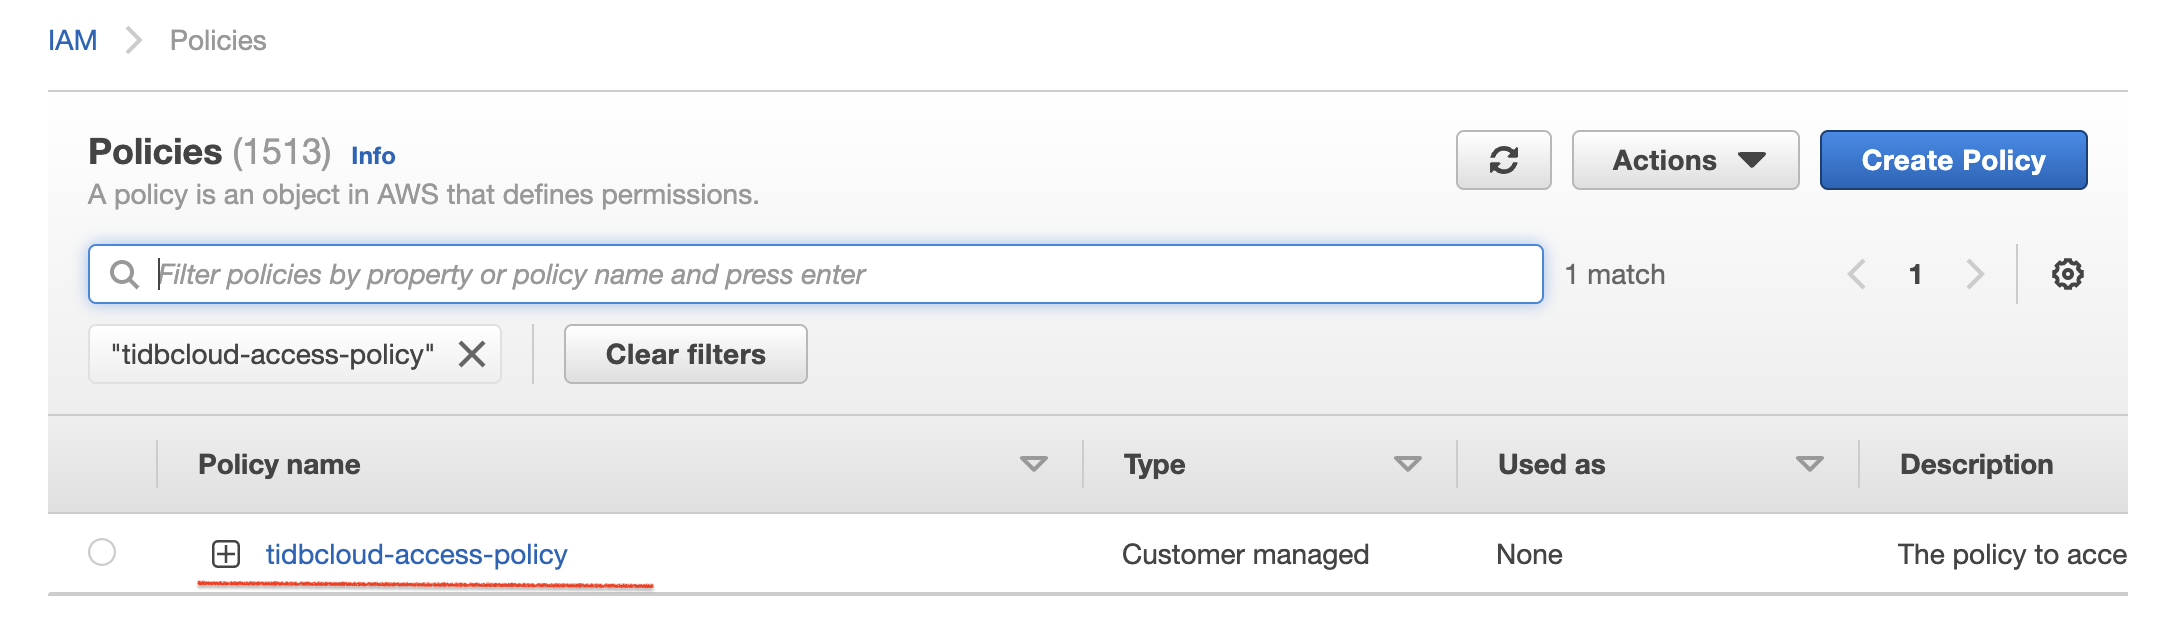 IAM > Policies
Policies (1513) Info
A policy is an object in AWS that defines permissions.
Actions
Create Policy
Filter policies by property or policy name and press enter
1 match
1
"tidbcloud-access-policy"
Clear filters
Policy name
Type
Used as
Description
tidbcloud-access-policy
Customer managed
None
The policy to acce